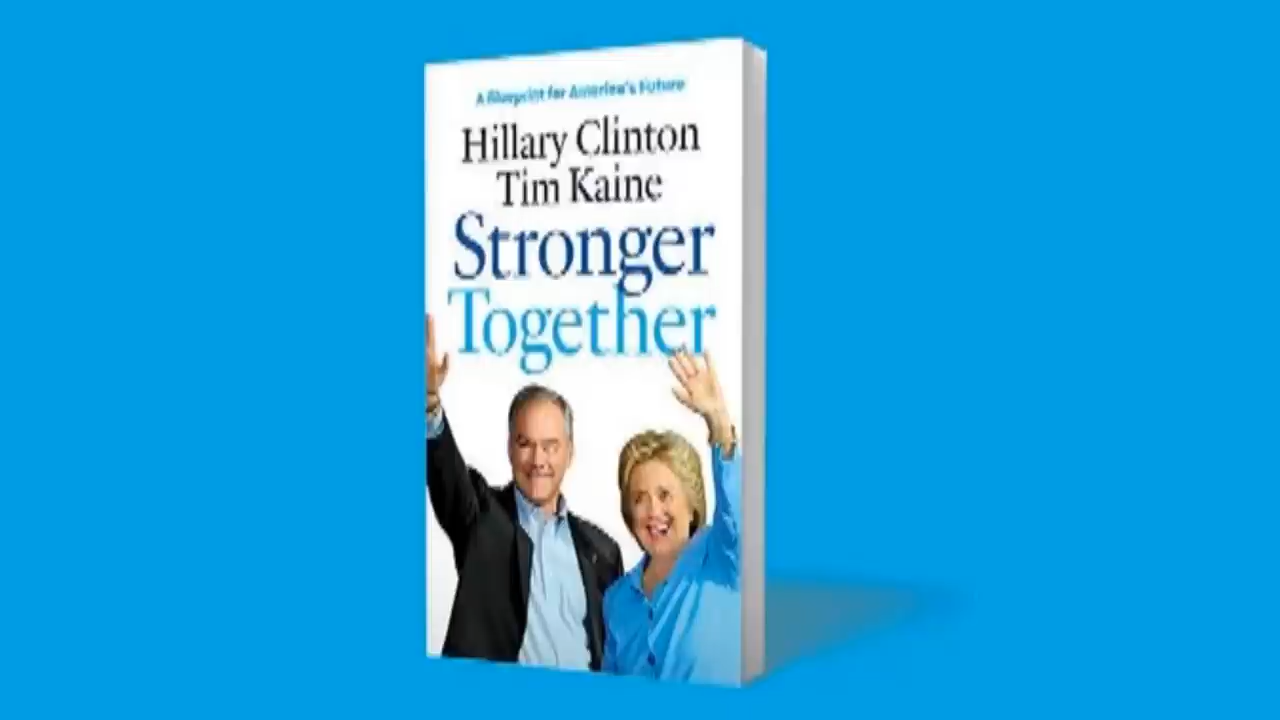 A Blueprint for America's Future
Hillary Clinton
Tim Kaine
Stronger
Together